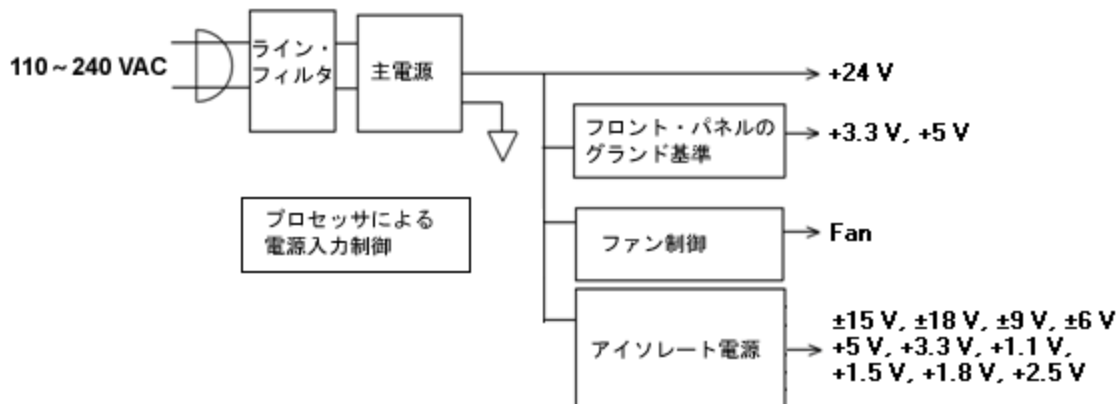 110～240 VAC
ライン・
フィルタ
主電源
+24 V
フロント・パネルの
グランド基準
+3.3 V, +5 V
プロセッサによる
電源入力制御
ファン制御
Fan
アイソレート電源
±15 V, ±18 V, ±9 V, ±6 V
+5 V, +3.3 V, +1.1 V,
+1.5 V, +1.8 V, +2.5 V